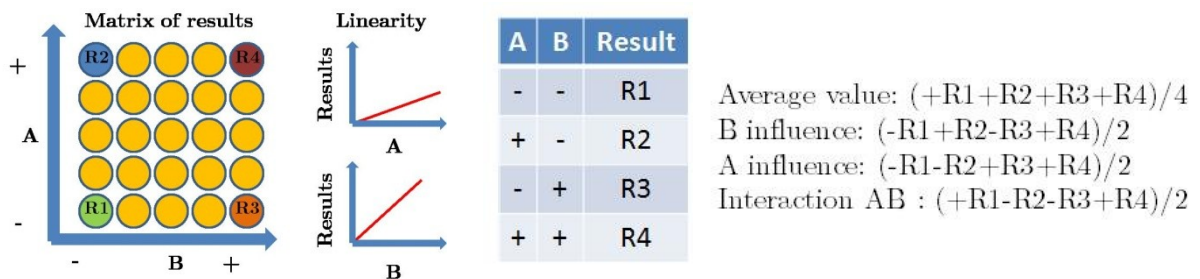 Matrix of results
+
A
-
R2
R4
R1
R3
-
B
+
Linearity
Results
A
Results
B
A B Result
- - R1
+ - R2
- + R3
+ + R4
Average value: (+R1+R2+R3+R4)/4
B influence: (-R1+R2-R3+R4)/2
A influence: (-R1-R2+R3+R4)/2
Interaction AB : (+R1-R2-R3+R4)/2